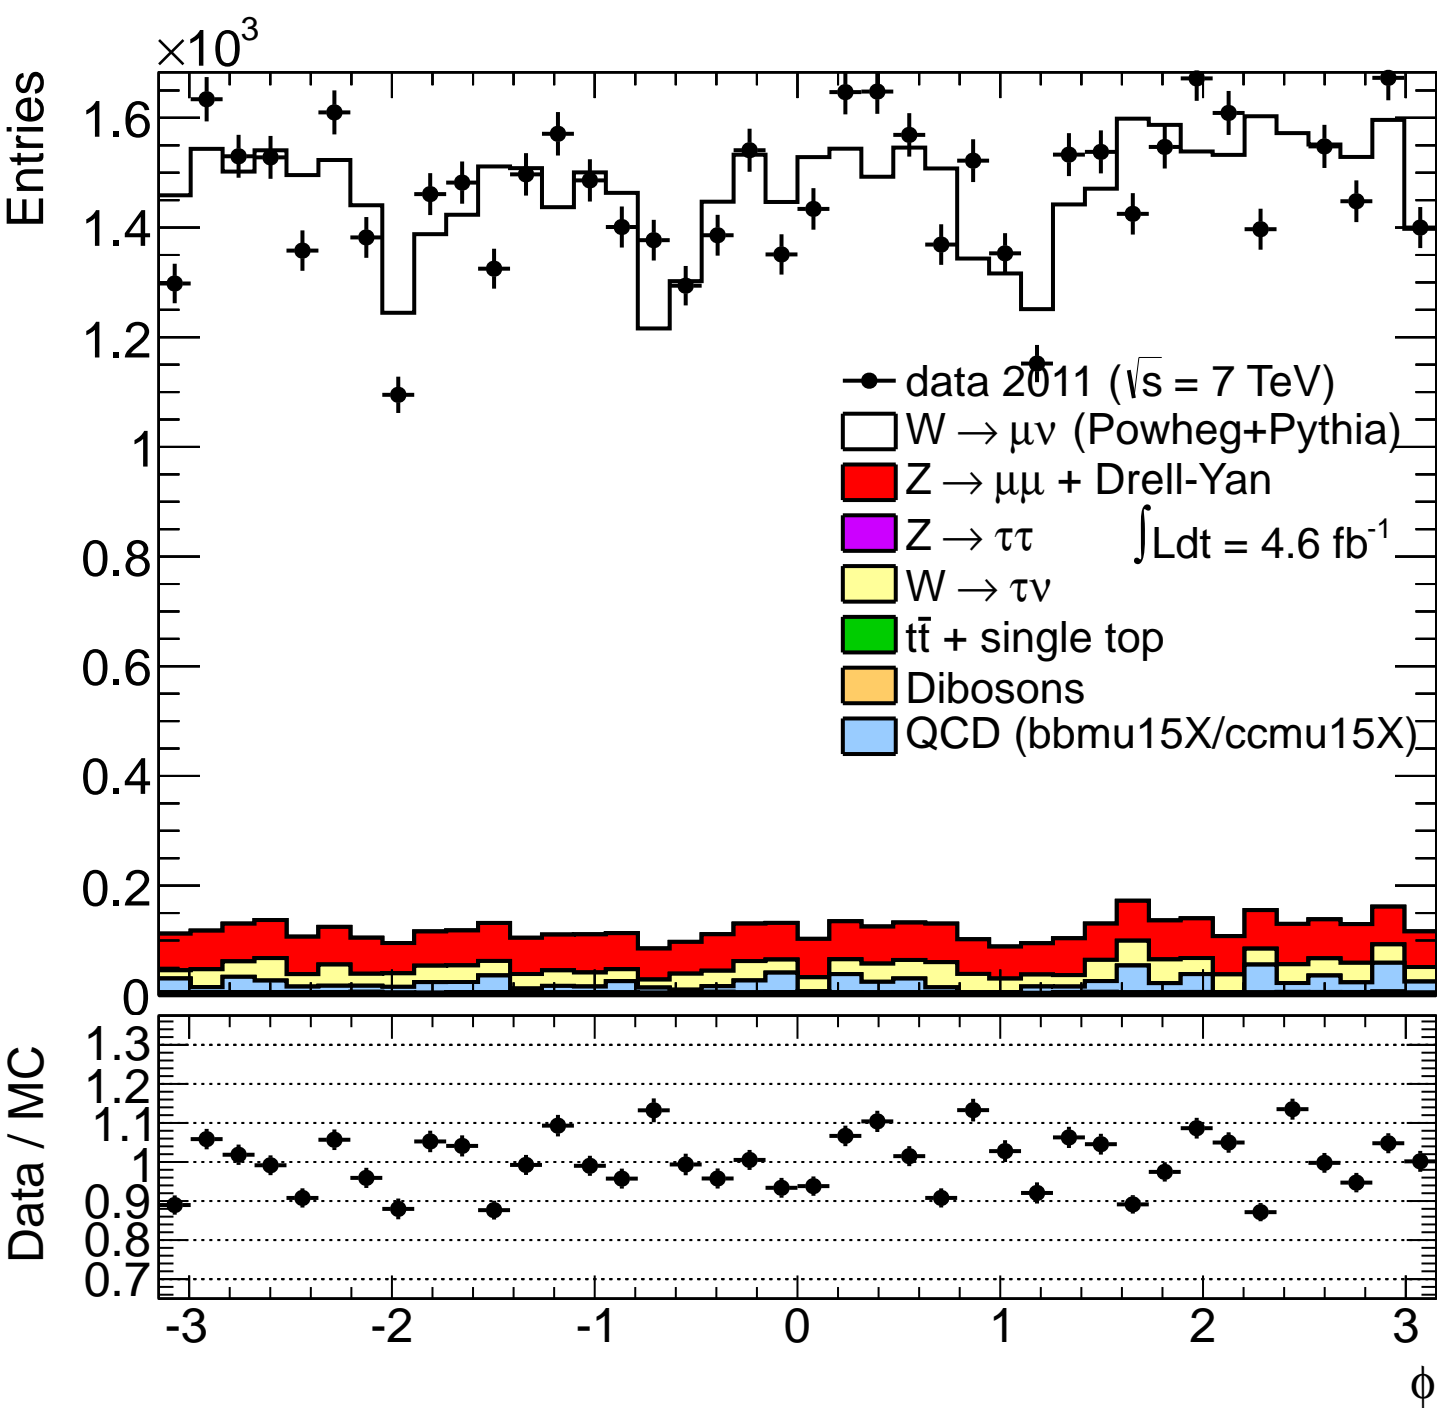 ×10³
Entries
1.6
1.4
1.2
1
0.8
0.6
0.4
0.2
0
data 2011 (√s = 7 TeV)
W → μν (Powheg+Pythia)
Z → μμ + Drell-Yan
Z → ττ
∫Ldt = 4.6 fb⁻¹
W → τν
tt̄ + single top
Dibosons
QCD (bbmu15X/ccmu15X)
Data / MC
1.3
1.2
1.1
1
0.9
0.8
0.7
-3 -2 -1 0 1 2 3
ϕ